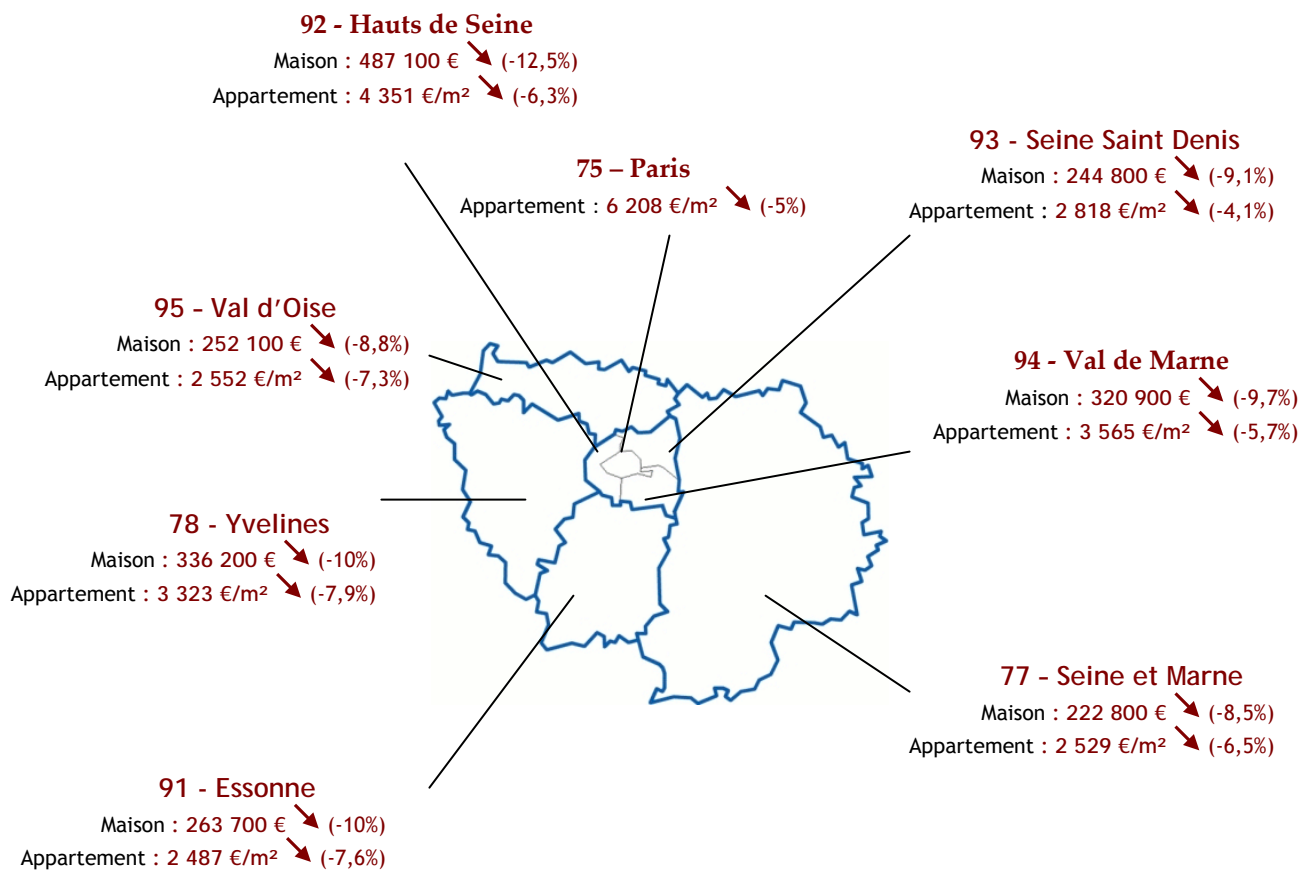 92 - Hauts de Seine
Maison : 487 100 € (-12,5%)
Appartement : 4 351 €/m² (-6,3%)
93 - Seine Saint Denis
Maison : 244 800 € (-9,1%)
Appartement : 2 818 €/m² (-4,1%)
75 – Paris
Appartement : 6 208 €/m² (-5%)
95 - Val d'Oise
Maison : 252 100 € (-8,8%)
Appartement : 2 552 €/m² (-7,3%)
94 - Val de Marne
Maison : 320 900 € (-9,7%)
Appartement : 3 565 €/m² (-5,7%)
78 - Yvelines
Maison : 336 200 € (-10%)
Appartement : 3 323 €/m² (-7,9%)
77 - Seine et Marne
Maison : 222 800 € (-8,5%)
Appartement : 2 529 €/m² (-6,5%)
91 - Essonne
Maison : 263 700 € (-10%)
Appartement : 2 487 €/m² (-7,6%)